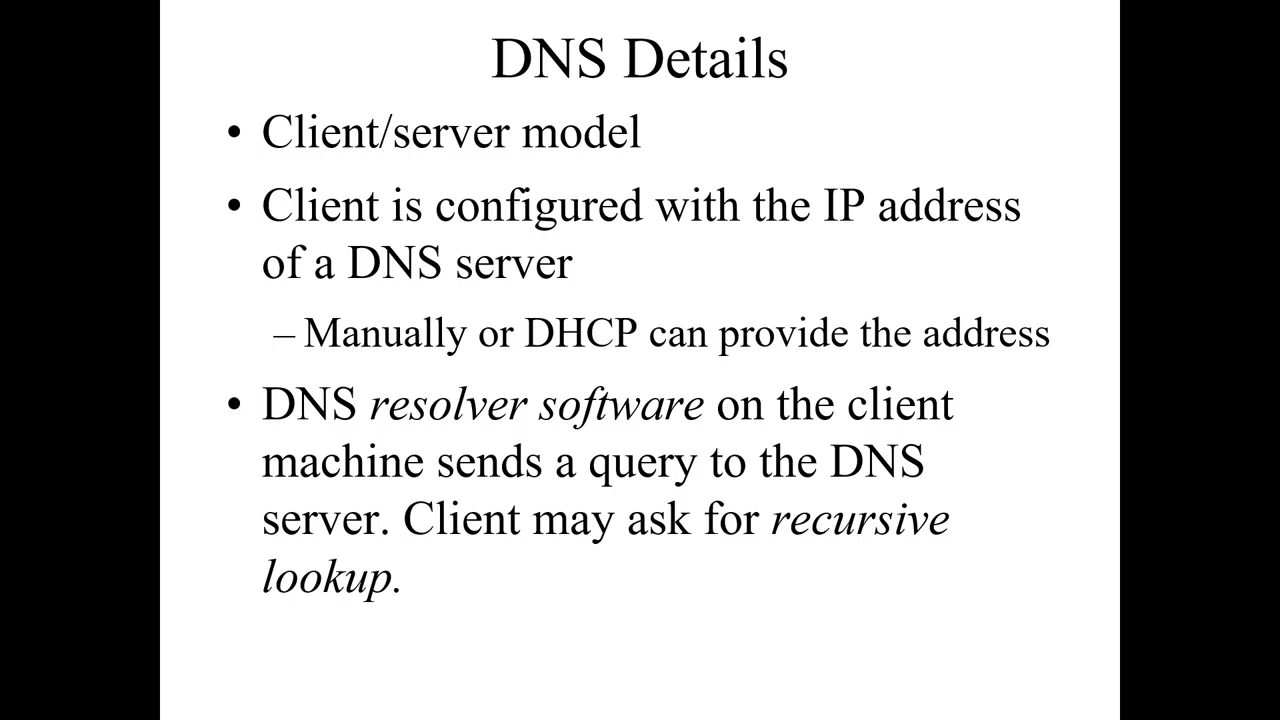 DNS Details
• Client/server model
• Client is configured with the IP address
of a DNS server
– Manually or DHCP can provide the address
• DNS resolver software on the client
machine sends a query to the DNS
server. Client may ask for recursive
lookup.